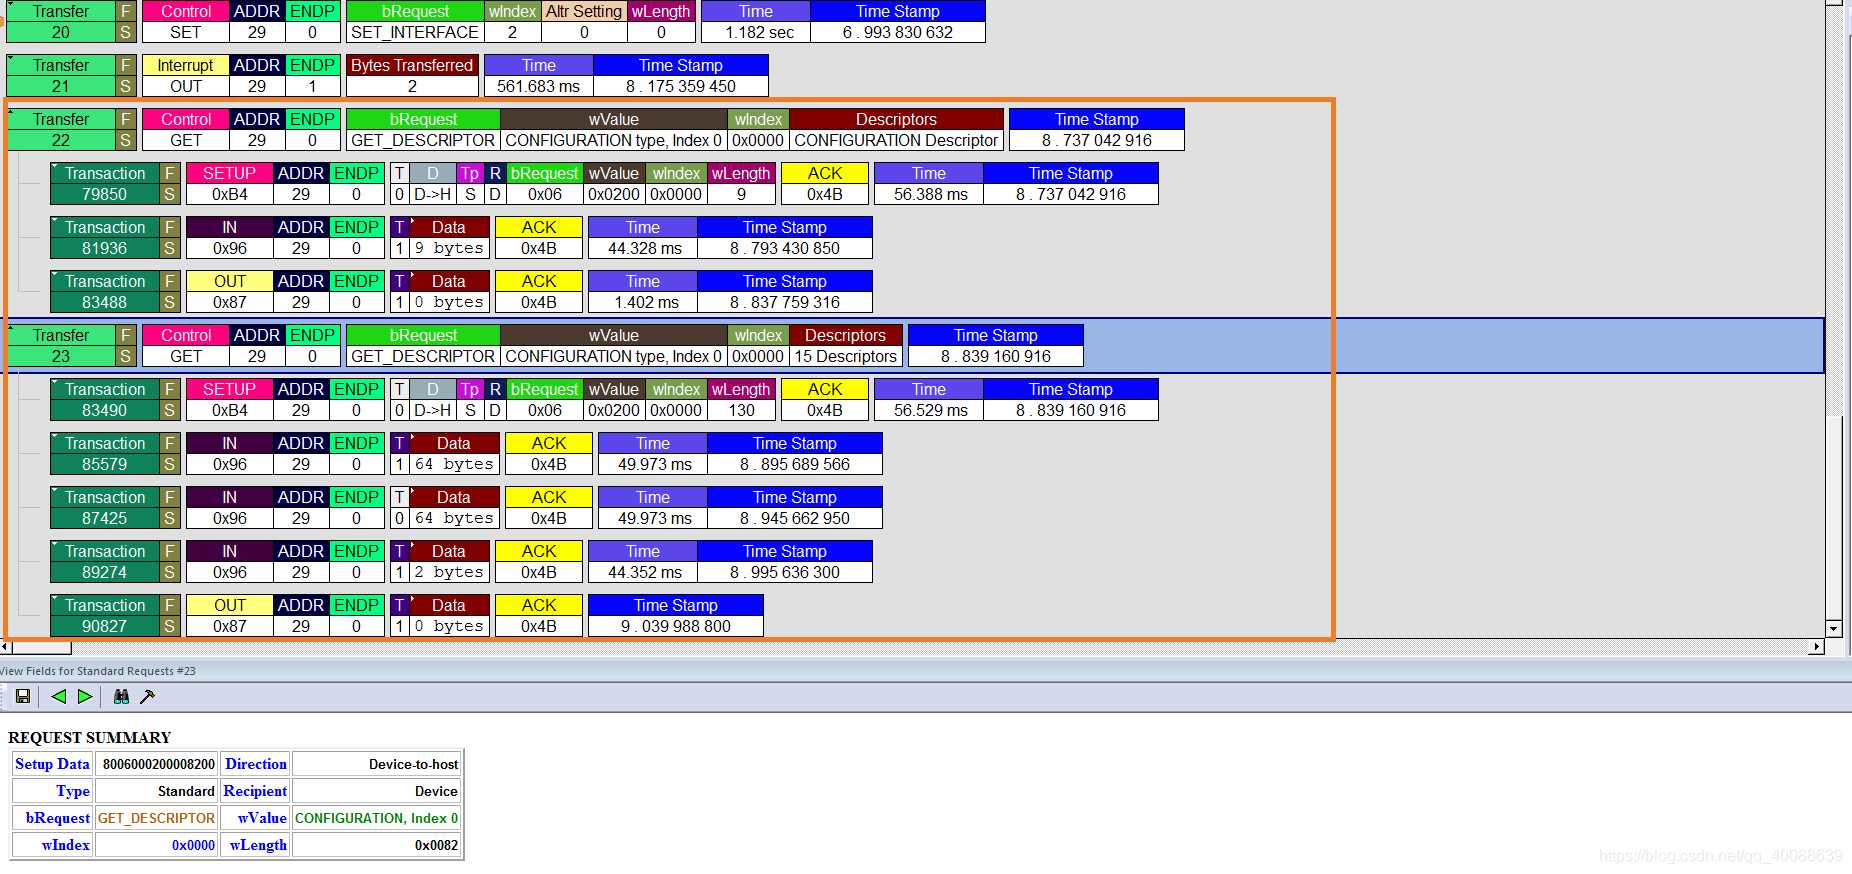 Transfer F Control ADDR ENDP bRequest wIndex Altr Setting wLength Time Time Stamp
20 S SET 29 0 SET_INTERFACE 2 0 0 1.182 sec 6 . 993 830 632
Transfer F Interrupt ADDR ENDP Bytes Transferred Time Time Stamp
21 S OUT 29 1 2 561.683 ms 8 . 175 359 450
Transfer F Control ADDR ENDP bRequest wValue wIndex Descriptors Time Stamp
22 S GET 29 0 GET_DESCRIPTOR CONFIGURATION type, Index 0 0x0000 CONFIGURATION Descriptor 8 . 737 042 916
Transaction F SETUP ADDR ENDP T D Tp R bRequest wValue wIndex wLength ACK Time Time Stamp
79850 S 0xB4 29 0 0 D->H S D 0x06 0x0200 0x0000 9 0x4B 56.388 ms 8 . 737 042 916
Transaction F IN ADDR ENDP T Data ACK Time Time Stamp
81936 S 0x96 29 0 1 9 bytes 0x4B 44.328 ms 8 . 793 430 850
Transaction F OUT ADDR ENDP T Data ACK Time Time Stamp
83488 S 0x87 29 0 1 0 bytes 0x4B 1.402 ms 8 . 837 759 316
Transfer F Control ADDR ENDP bRequest wValue wIndex Descriptors Time Stamp
23 S GET 29 0 GET_DESCRIPTOR CONFIGURATION type, Index 0 0x0000 15 Descriptors 8 . 839 160 916
Transaction F SETUP ADDR ENDP T D Tp R bRequest wValue wIndex wLength ACK Time Time Stamp
83490 S 0xB4 29 0 0 D->H S D 0x06 0x0200 0x0000 130 0x4B 56.529 ms 8 . 839 160 916
Transaction F IN ADDR ENDP T Data ACK Time Time Stamp
85579 S 0x96 29 0 1 64 bytes 0x4B 49.973 ms 8 . 895 689 566
Transaction F IN ADDR ENDP T Data ACK Time Time Stamp
87425 S 0x96 29 0 0 64 bytes 0x4B 49.973 ms 8 . 945 662 950
Transaction F IN ADDR ENDP T Data ACK Time Time Stamp
89274 S 0x96 29 0 1 2 bytes 0x4B 44.352 ms 8 . 995 636 300
Transaction F OUT ADDR ENDP T Data ACK Time Stamp
90827 S 0x87 29 0 1 0 bytes 0x4B 9 . 039 988 800
View Fields for Standard Requests #23
REQUEST SUMMARY
Setup Data 8006000200008200 Direction Device-to-host
Type Standard Recipient Device
bRequest GET_DESCRIPTOR wValue CONFIGURATION, Index 0
wIndex 0x0000 wLength 0x0082
https://blog.csdn.net/qq_40088639